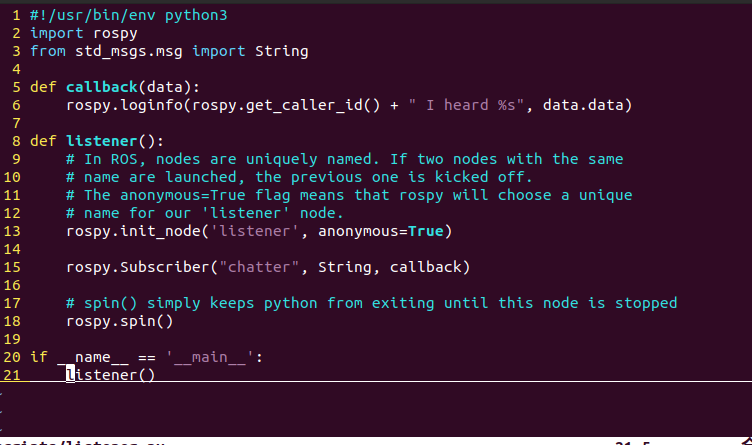 1 #!/usr/bin/env python3
2 import rospy
3 from std_msgs.msg import String
4
5 def callback(data):
6     rospy.loginfo(rospy.get_caller_id() + " I heard %s", data.data)
7
8 def listener():
9     # In ROS, nodes are uniquely named. If two nodes with the same
10     # name are launched, the previous one is kicked off.
11     # The anonymous=True flag means that rospy will choose a unique
12     # name for our 'listener' node.
13     rospy.init_node('listener', anonymous=True)
14
15     rospy.Subscriber("chatter", String, callback)
16
17     # spin() simply keeps python from exiting until this node is stopped
18     rospy.spin()
19
20 if __name__ == '__main__':
21     listener()